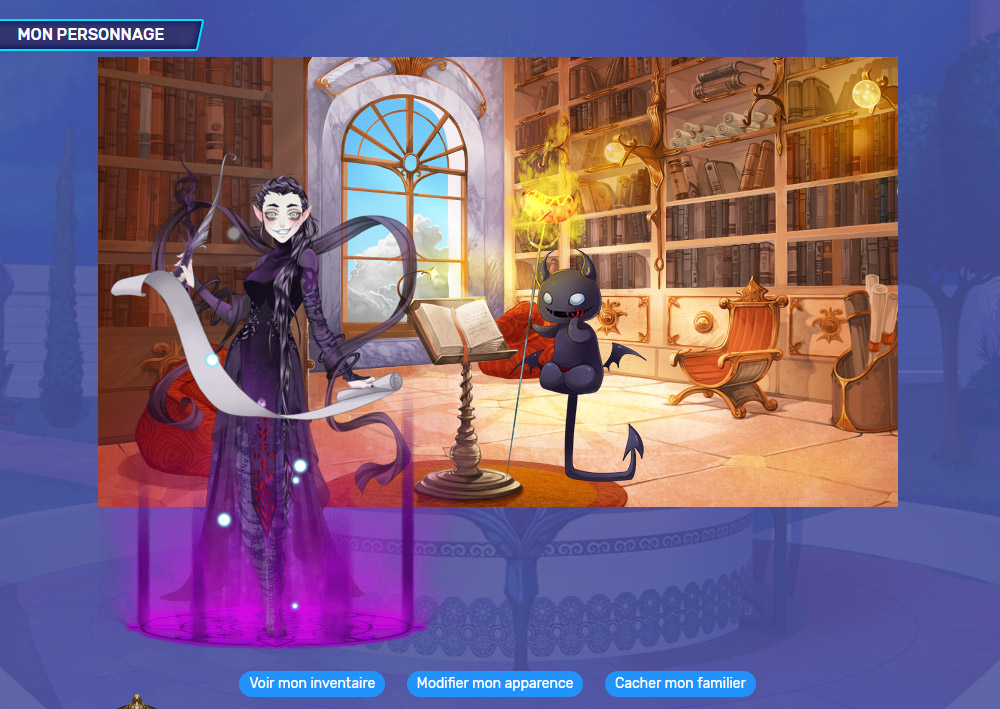 MON PERSONNAGE
Voir mon inventaire
Modifier mon apparence
Cacher mon familier